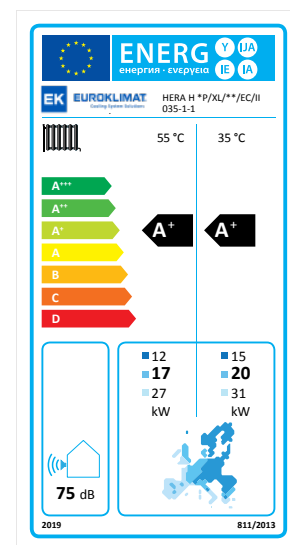 ENERG Y IJA
енергия · ενεργεια IE IA
EK EUROKLIMAT HERA H *P/XL/**/EC/II
Cooling System Solutions 035-1-1
55 °C 35 °C
A+++
A++
A+
A
B
C
D
A+ A+
12 15
17 20
27 31
kW kW
75 dB
2019 811/2013